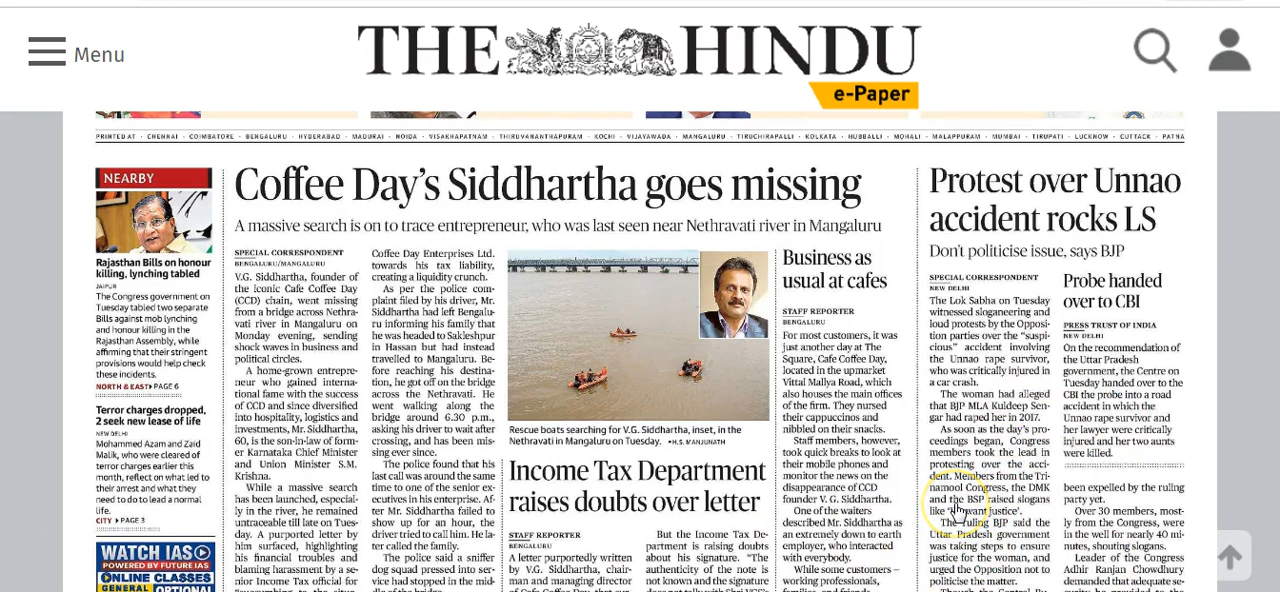 Menu
THE HINDU
e-Paper
PRINTED AT · CHENNAI · COIMBATORE · BENGALURU · HYDERABAD · MADURAI · NOIDA · VISAKHAPATNAM · THIRUVANANTHAPURAM · KOCHI · VIJAYAWADA · MANGALURU · TIRUCHIRAPALLI · KOLKATA · HUBBALLI · MOHALI · MALAPPURAM · MUMBAI · TIRUPATI · LUCKNOW · CUTTACK · PATNA
NEARBY
Rajasthan Bills on honour
killing, lynching tabled
JAIPUR
The Congress government on
Tuesday tabled two separate
Bills against mob lynching
and honour killing in the
Rajasthan Assembly, while
affirming that their stringent
provisions would help check
these incidents.
NORTH & EAST PAGE 6
Terror charges dropped,
2 seek new lease of life
NEW DELHI
Mohammed Azam and Zaid
Malik, who were cleared of
terror charges earlier this
month, reflect on what led to
their arrest and what they
need to do to lead a normal
life.
CITY PAGE 3
WATCH IAS
POWERED BY FUTURE IAS
ONLINE CLASSES
GENERAL OPTIONAL
Coffee Day's Siddhartha goes missing
A massive search is on to trace entrepreneur, who was last seen near Nethravati river in Mangaluru
SPECIAL CORRESPONDENT
BENGALURU/MANGALURU
V.G. Siddhartha, founder of
the iconic Cafe Coffee Day
(CCD) chain, went missing
from a bridge across Nethra-
vati river in Mangaluru on
Monday evening, sending
shock waves in business and
political circles.
A home-grown entrepre-
neur who gained interna-
tional fame with the success
of CCD and since diversified
into hospitality, logistics and
investments, Mr. Siddhartha,
60, is the son-in-law of form-
er Karnataka Chief Minister
and Union Minister S.M.
Krishna.
While a massive search
has been launched, especial-
ly in the river, he remained
untraceable till late on Tues-
day. A purported letter by
him surfaced, highlighting
his financial troubles and
blaming harassment by a se-
nior Income Tax official for
Coffee Day Enterprises Ltd.
towards his tax liability,
creating a liquidity crunch.
As per the police com-
plaint filed by his driver, Mr.
Siddhartha had left Bengalu-
ru informing his family that
he was headed to Sakleshpur
in Hassan but had instead
travelled to Mangaluru. Be-
fore reaching his destina-
tion, he got off on the bridge
across the Nethravati. He
went walking along the
bridge around 6.30 p.m.,
asking his driver to wait after
crossing, and has been mis-
sing ever since.
The police found that his
last call was around the same
time to one of the senior ex-
ecutives in his enterprise. Af-
ter Mr. Siddhartha failed to
show up for an hour, the
driver tried to call him. He la-
ter called the family.
The police said a sniffer
dog squad pressed into ser-
vice had stopped in the mid-
dle of the bridge.
Rescue boats searching for V.G. Siddhartha, inset, in the
Nethravati in Mangaluru on Tuesday. •H.S. MANJUNATH
Income Tax Department
raises doubts over letter
STAFF REPORTER
BENGALURU
A letter purportedly written
by V.G. Siddhartha, chair-
man and managing director
But the Income Tax De-
partment is raising doubts
about his signature. "The
authenticity of the note is
not known and the signature
Business as
usual at cafes
STAFF REPORTER
BENGALURU
For most customers, it was
just another day at The
Square, Cafe Coffee Day,
located in the upmarket
Vittal Mallya Road, which
also houses the main offices
of the firm. They nursed
their cappuccinos and
nibbled on their snacks.
Staff members, however,
took quick breaks to look at
their mobile phones and
monitor the news on the
disappearance of CCD
founder V. G. Siddhartha.
One of the waiters
described Mr. Siddhartha as
an extremely down to earth
employer, who interacted
with everybody.
While some customers –
working professionals,
Protest over Unnao
accident rocks LS
Don't politicise issue, says BJP
SPECIAL CORRESPONDENT
NEW DELHI
The Lok Sabha on Tuesday
witnessed sloganeering and
loud protests by the Opposi-
tion parties over the "suspi-
cious" accident involving
the Unnao rape survivor,
who was critically injured in
a car crash.
The woman had alleged
that BJP MLA Kuldeep Sen-
gar had raped her in 2017.
As soon as the day's pro-
ceedings began, Congress
members took the lead in
protesting over the acci-
dent. Members from the Tri-
namool Congress, the DMK
and the BSP raised slogans
like 'We want justice'.
The ruling BJP said the
Uttar Pradesh government
was taking steps to ensure
justice for the woman, and
urged the Opposition not to
politicise the matter.
Probe handed
over to CBI
PRESS TRUST OF INDIA
NEW DELHI
On the recommendation of
the Uttar Pradesh
government, the Centre on
Tuesday handed over to the
CBI the probe into a road
accident in which the
Unnao rape survivor and
her lawyer were critically
injured and her two aunts
were killed.
been expelled by the ruling
party yet.
Over 30 members, most-
ly from the Congress, were
in the well for nearly 40 mi-
nutes, shouting slogans.
Leader of the Congress
Adhir Ranjan Chowdhury
demanded that adequate se-